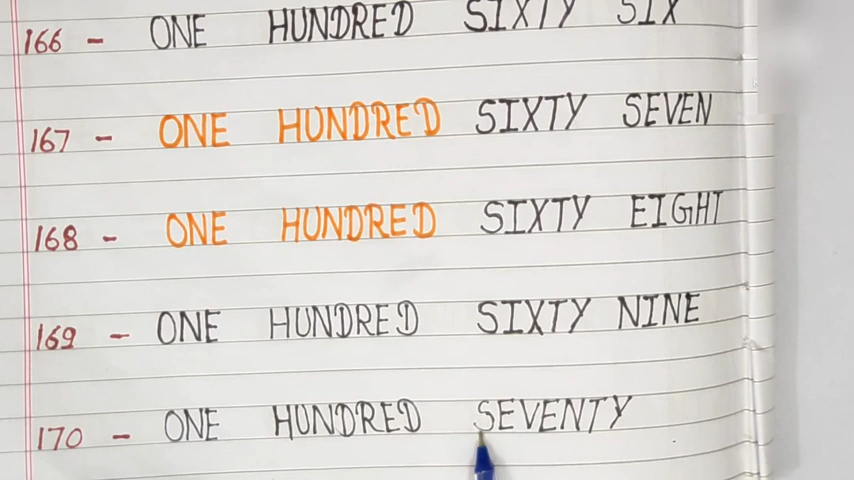 166 - ONE HUNDRED SIXTY SIX
167 - ONE HUNDRED SIXTY SEVEN
168 - ONE HUNDRED SIXTY EIGHT
169 - ONE HUNDRED SIXTY NINE
170 - ONE HUNDRED SEVENTY